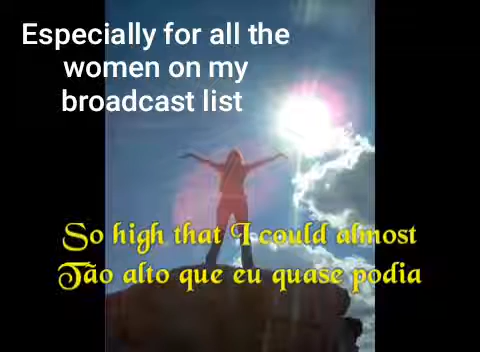 Especially for all the
women on my
broadcast list
So high that I could almost
Tão alto que eu quase podia